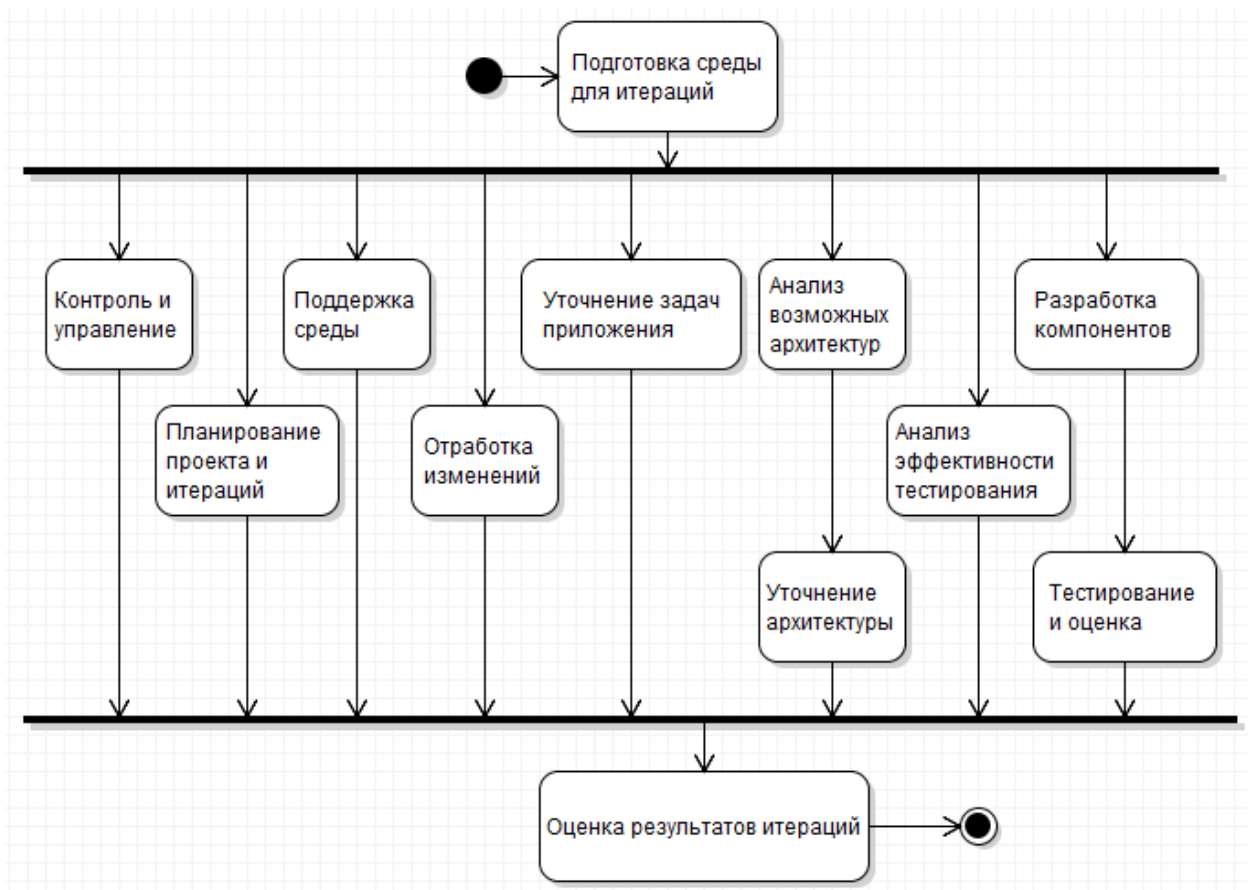 Подготовка среды
для итераций
Контроль и
управление
Поддержка
среды
Уточнение задач
приложения
Анализ
возможных
архитектур
Разработка
компонентов
Планирование
проекта и
итераций
Отработка
изменений
Анализ
эффективности
тестирования
Уточнение
архитектуры
Тестирование
и оценка
Оценка результатов итераций